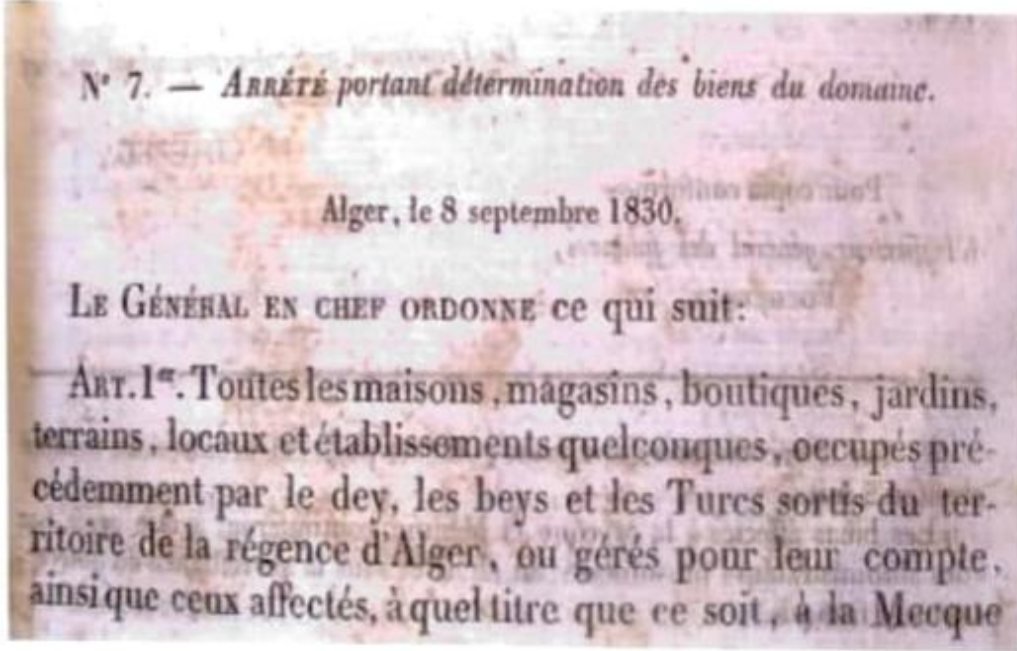 N° 7. — ARRÉTÉ portant détermination des biens du domaine.
Alger, le 8 septembre 1830.
LE GÉNÉRAL EN CHEF ORDONNE ce qui suit:
ART. 1er. Toutes les maisons, magasins, boutiques, jardins,
terrains, locaux et établissements quelconques, occupés pré-
cédemment par le dey, les beys et les Turcs sortis du ter-
ritoire de la régence d'Alger, ou gérés pour leur compte,
ainsi que ceux affectés, à quel titre que ce soit, à la Mecque